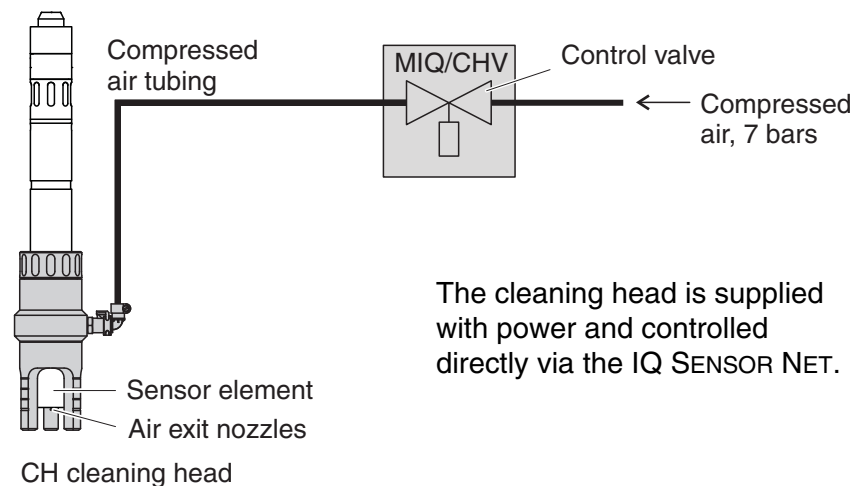 Compressed
air tubing
MIQ/CHV
Control valve
Compressed
air, 7 bars
The cleaning head is supplied
with power and controlled
directly via the IQ SENSOR NET.
Sensor element
Air exit nozzles
CH cleaning head